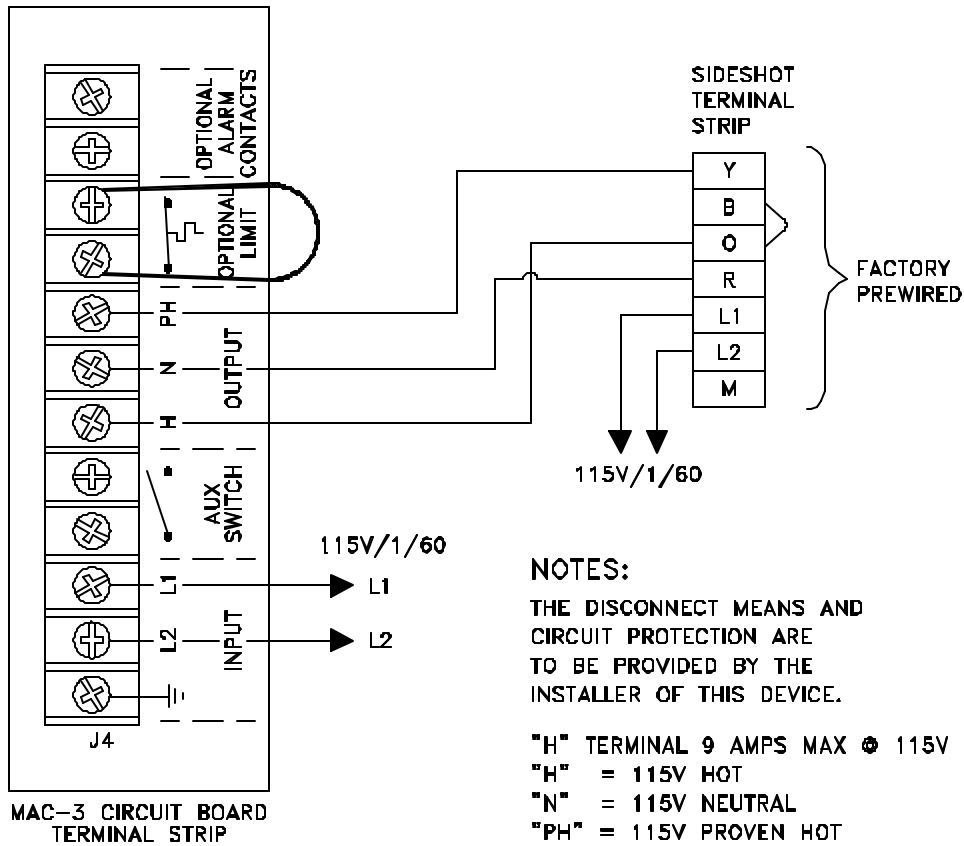 OPTIONAL
ALARM
CONTACTS
OPTIONAL
LIMIT
PH
N
H
OUTPUT
AUX
SWITCH
L1
L2
INPUT
J4
MAC-3 CIRCUIT BOARD
TERMINAL STRIP
115V/1/60
L1
L2
SIDESHOT
TERMINAL
STRIP
Y
B
O
R
L1
L2
M
FACTORY
PREWIRED
115V/1/60
NOTES:
THE DISCONNECT MEANS AND
CIRCUIT PROTECTION ARE
TO BE PROVIDED BY THE
INSTALLER OF THIS DEVICE.
"H" TERMINAL 9 AMPS MAX @ 115V
"H" = 115V HOT
"N" = 115V NEUTRAL
"PH" = 115V PROVEN HOT